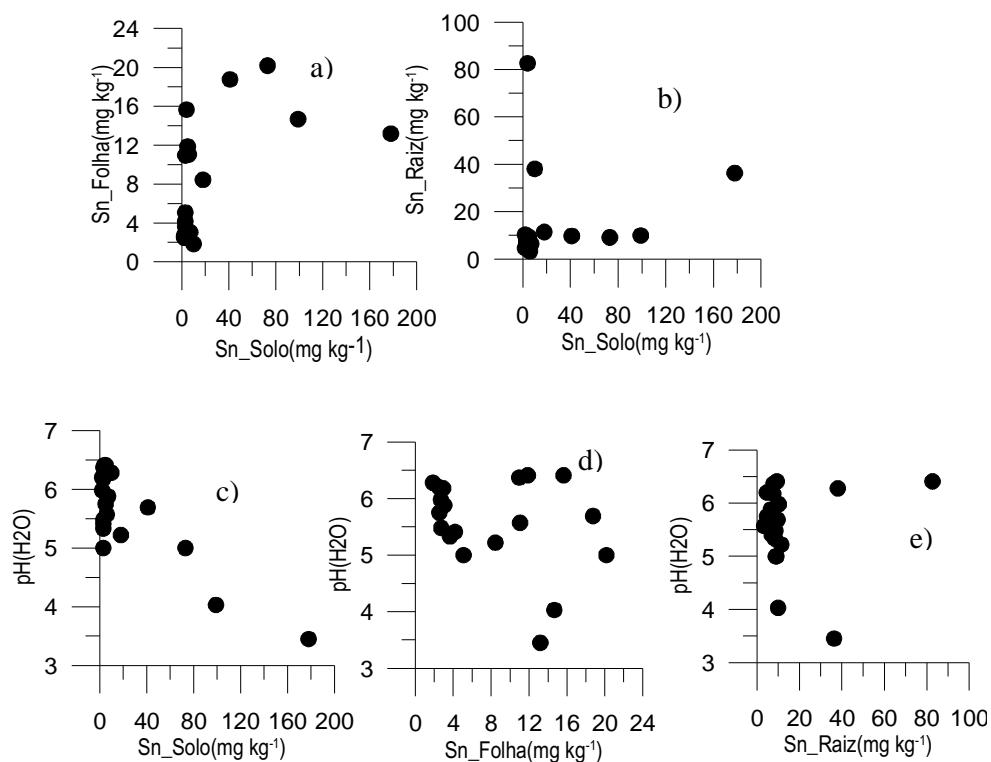 24
20
16
12
8
4
0
Sn_Folha(mg kg-1)
a)
0 40 80 120 160 200
Sn_Solo(mg kg-1)
100
80
60
40
20
0
Sn_Raiz(mg kg-1)
b)
0 40 80 120 160 200
Sn_Solo(mg kg-1)
7
6
5
4
3
pH(H2O)
c)
0 40 80 120 160 200
Sn_Solo(mg kg-1)
7
6
5
4
3
pH(H2O)
d)
0 4 8 12 16 20 24
Sn_Folha(mg kg-1)
7
6
5
4
3
pH(H2O)
e)
0 20 40 60 80 100
Sn_Raiz(mg kg-1)